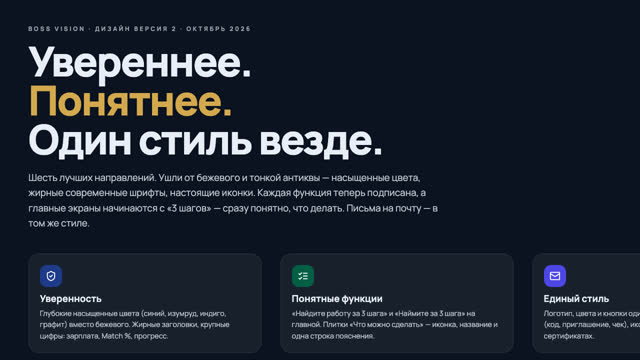 BOSS VISION · ДИЗАЙН ВЕРСИЯ 2 · ОКТЯБРЬ 2026
Увереннее.
Понятнее.
Один стиль везде.
Шесть лучших направлений. Ушли от бежевого и тонкой антиквы — насыщенные цвета,
жирные современные шрифты, настоящие иконки. Каждая функция теперь подписана, а
главные экраны начинаются с «3 шагов» — сразу понятно, что делать. Письма на почту — в
том же стиле.
Уверенность
Глубокие насыщенные цвета (синий, изумруд, индиго,
графит) вместо бежевого. Жирные заголовки, крупные
цифры: зарплата, Match %, прогресс.
Понятные функции
«Найдите работу за 3 шага» и «Наймите за 3 шага» на
главной. Плитки «Что можно сделать» — иконка, название и
одна строка пояснения.
Единый стиль
Логотип, цвета и кнопки
(код, приглашение, чек),
сертификатах.